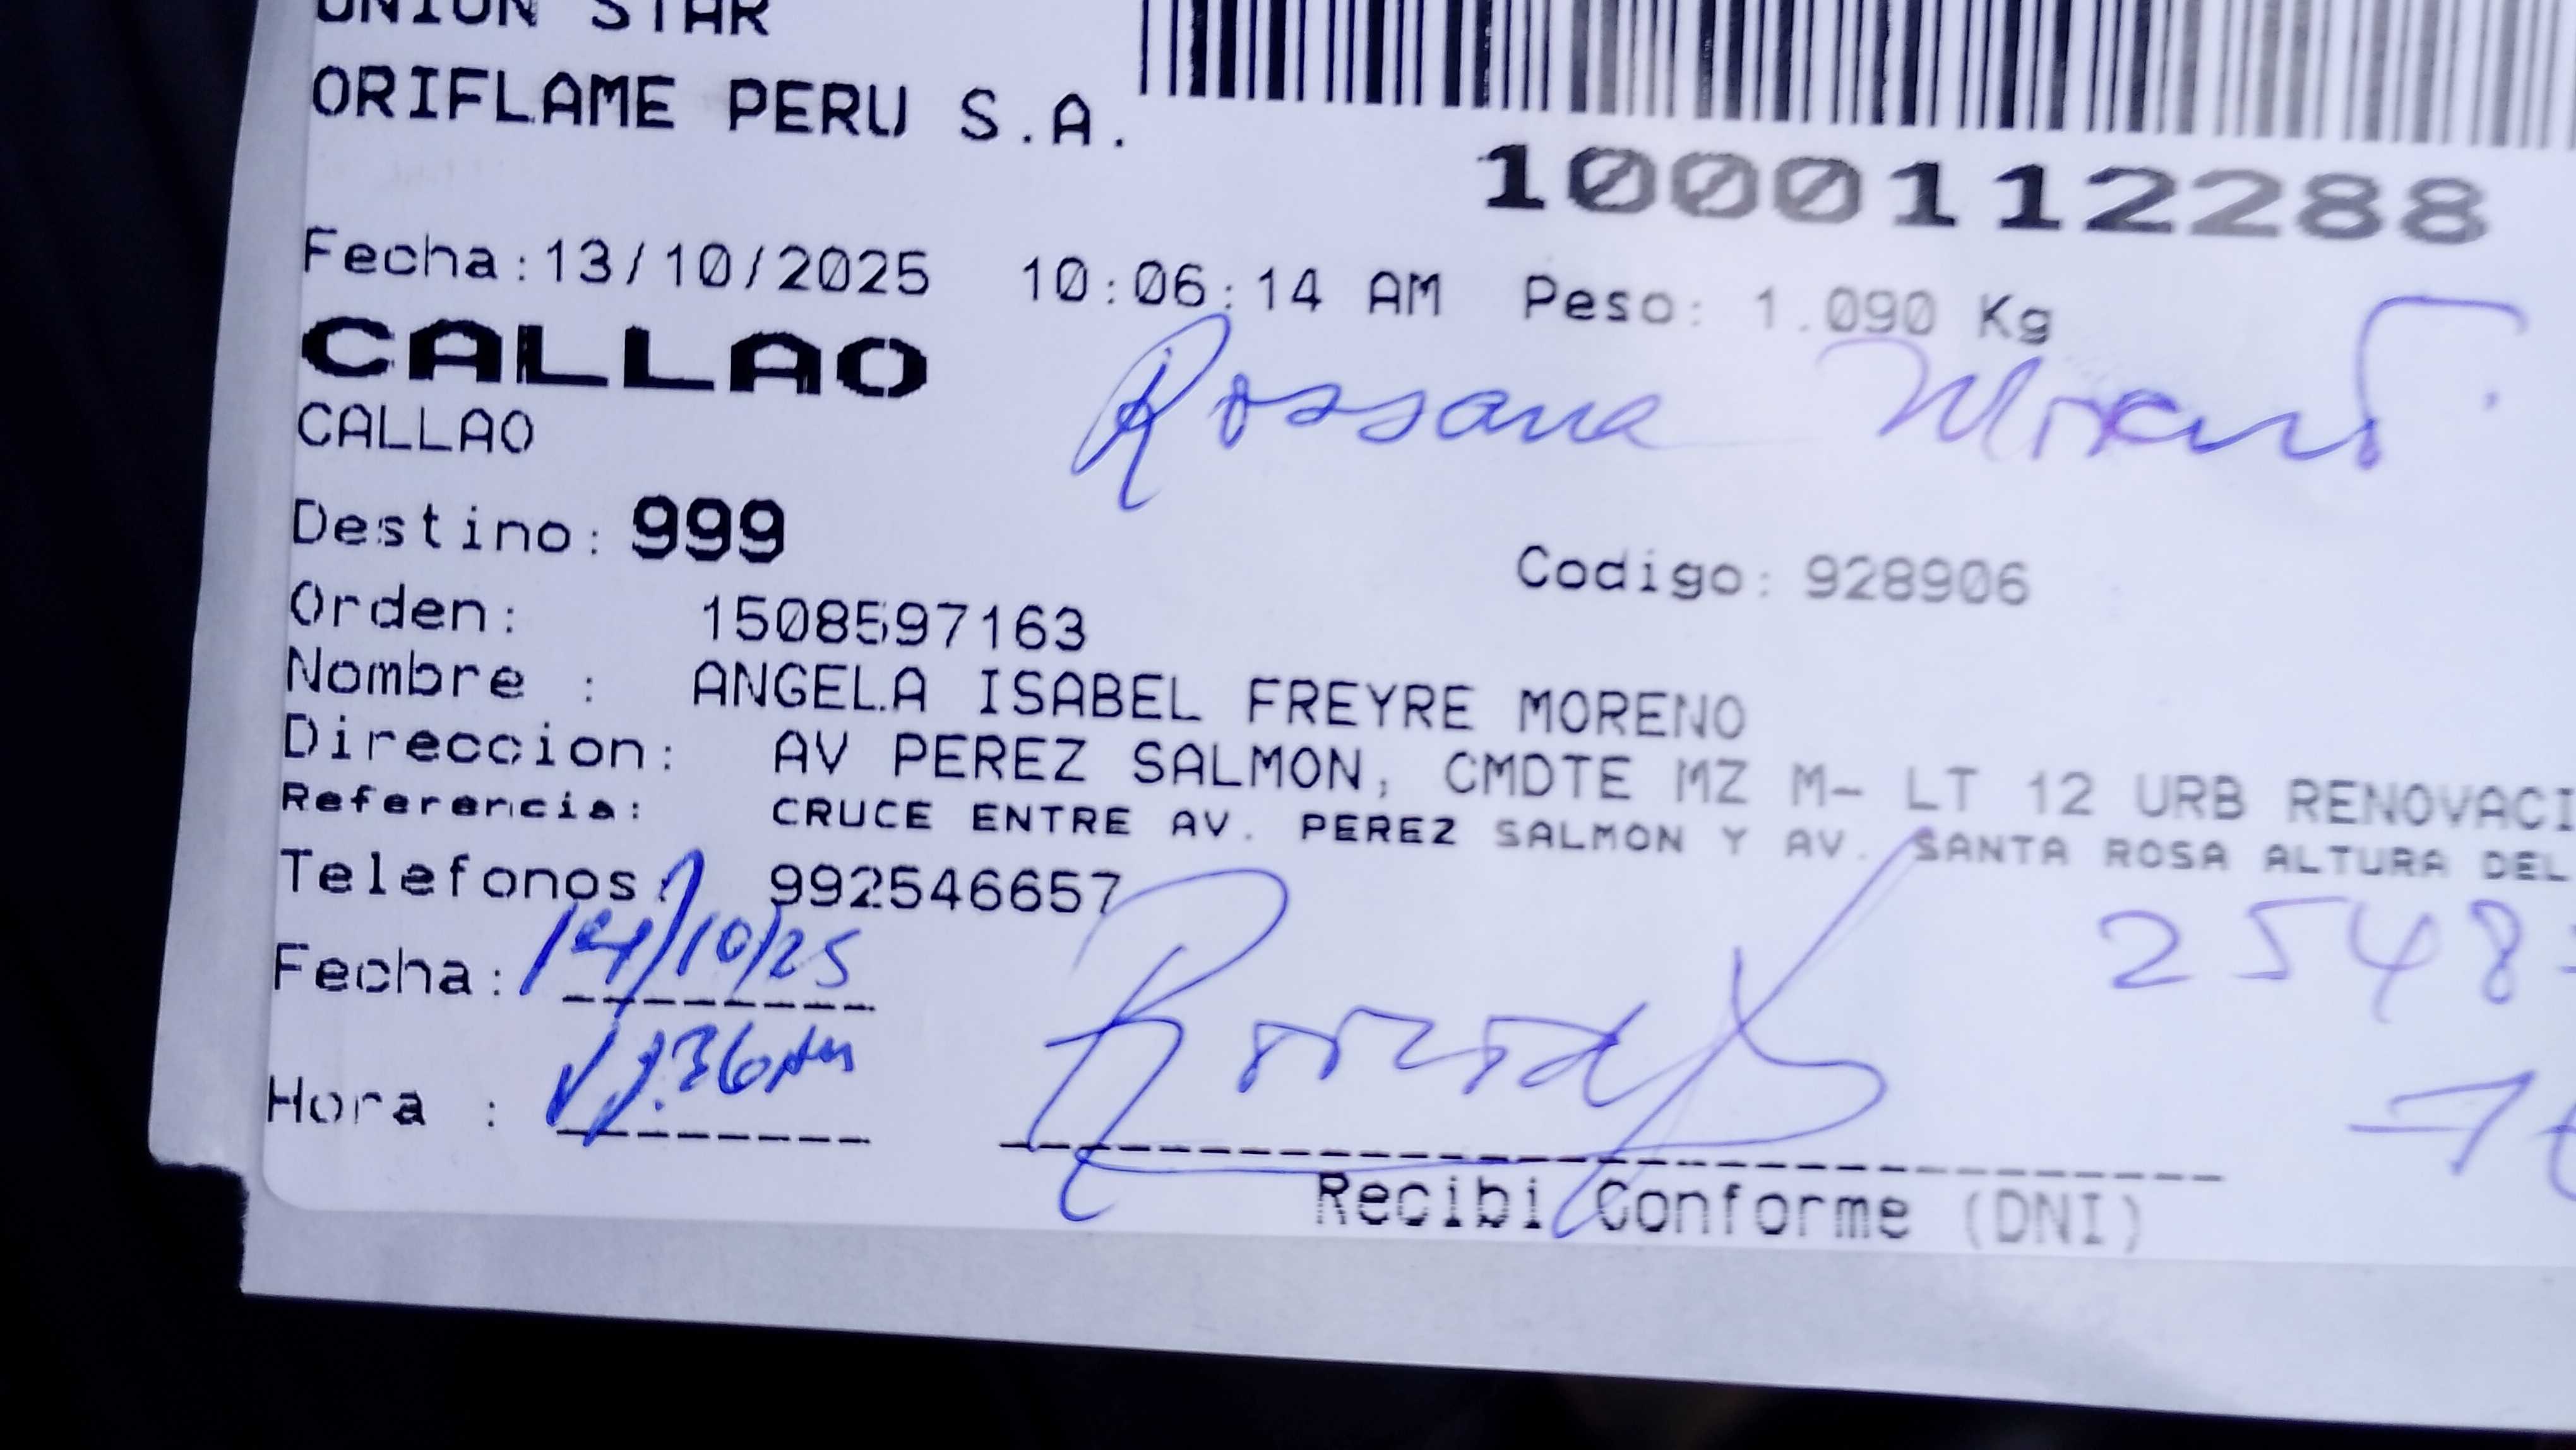 UNION STAR
ORIFLAME PERU S.A.
1000112288
Fecha:13/10/2025 10:06:14 AM Peso: 1.090 Kg
CALLAO
Rossana
CALLAO
Destino: 999
Codigo: 928906
Orden: 1508597163
Nombre : ANGELA ISABEL FREYRE MORENO
Direccion: AV PEREZ SALMON, CMDTE MZ M- LT 12 URB RENOVACI
Referencia: CRUCE ENTRE AV. PEREZ SALMON Y AV. SANTA ROSA ALTURA DEL
Telefonos: 992546657
2548
Fecha: 14/10/25
Hora :
Recibi Conforme (DNI)